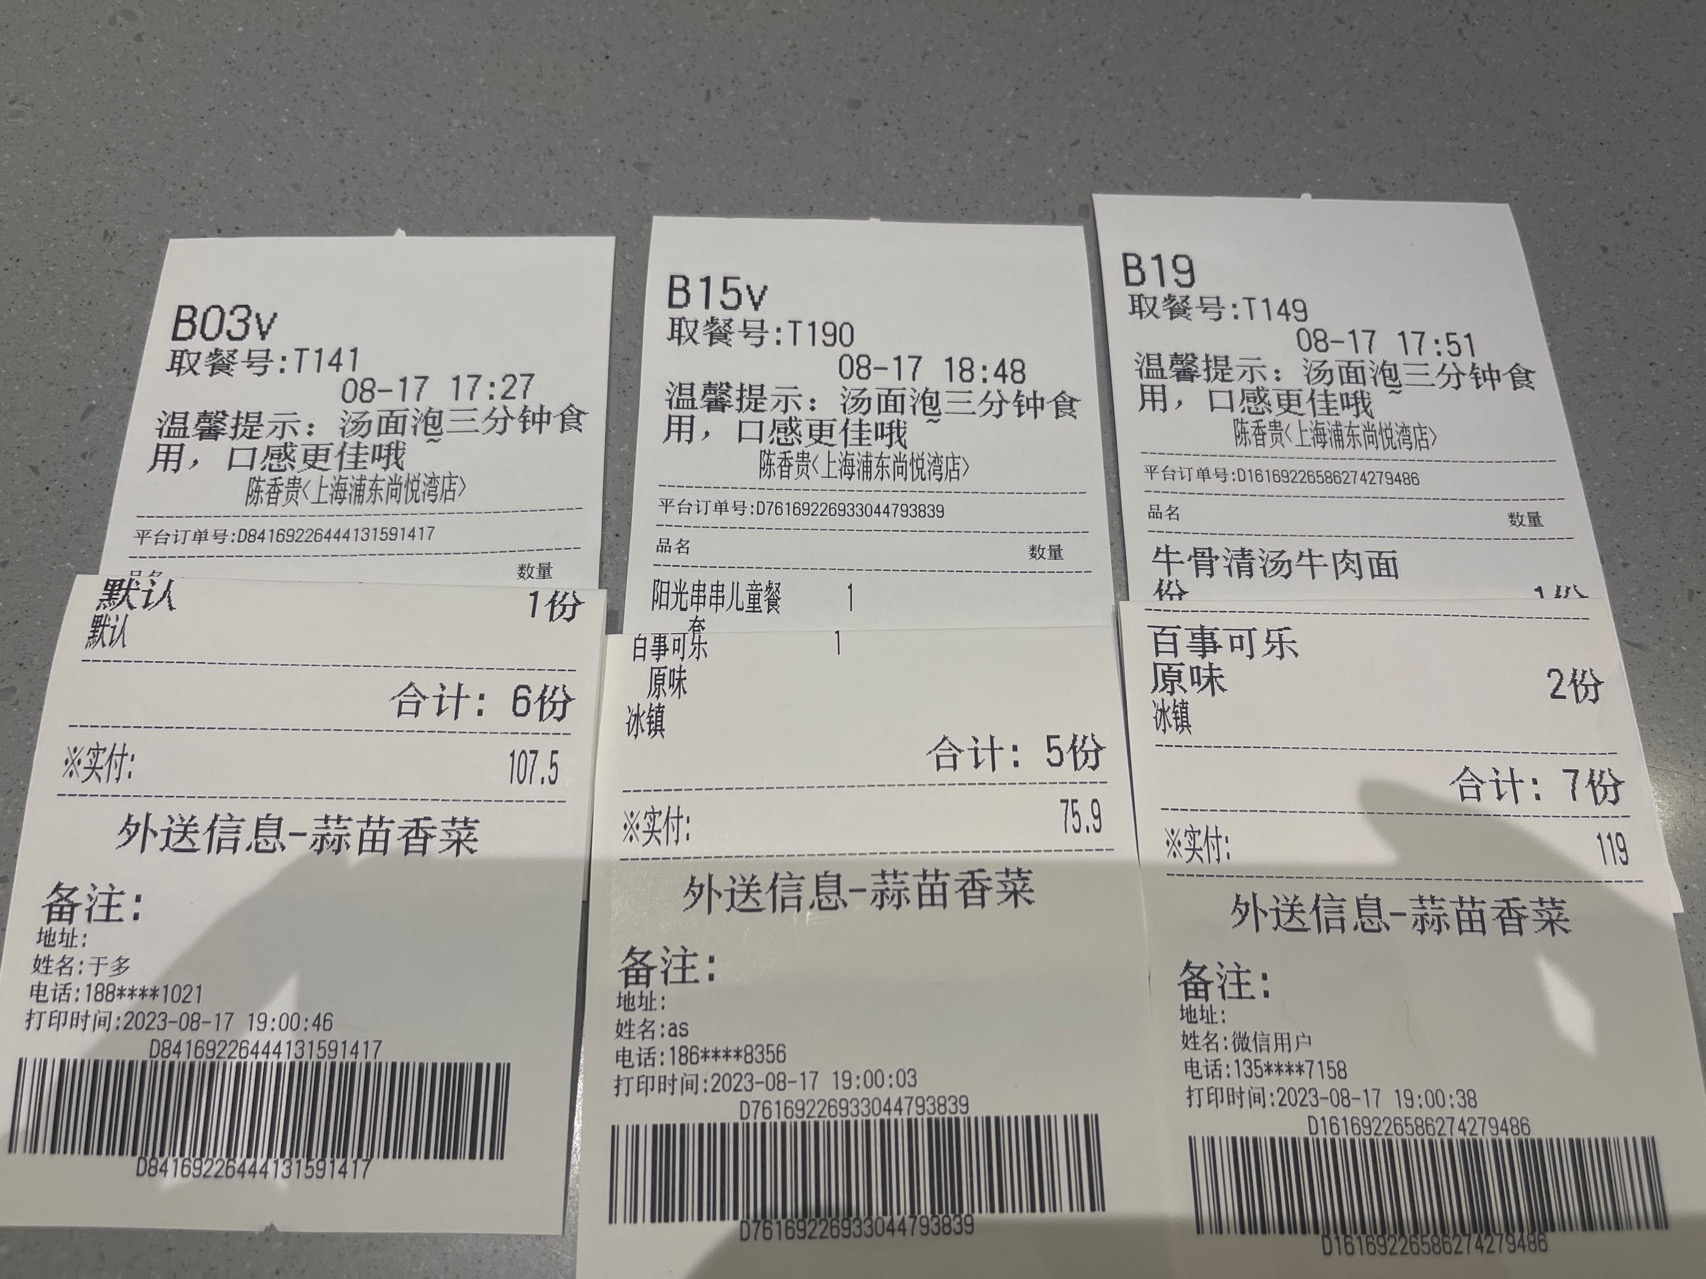 B03v
取餐号:T141
08-17 17:27
温馨提示：汤面泡三分钟食
用，口感更佳哦~
陈香贵<上海浦东尚悦湾店>
平台订单号:D84169226444131591417
品名 数量
默认 1份
默认
合计: 6份
※实付: 107.5
外送信息-蒜苗香菜
备注:
地址:
姓名:于多
电话:188****1021
打印时间:2023-08-17 19:00:46
D84169226444131591417
D84169226444131591417
B15v
取餐号:T190
08-17 18:48
温馨提示：汤面泡三分钟食
用，口感更佳哦~
陈香贵<上海浦东尚悦湾店>
平台订单号:D761692269330447​93839
品名 数量
阳光串串儿童餐 1
套
百事可乐 1
原味
冰镇
合计: 5份
※实付: 75.9
外送信息-蒜苗香菜
备注:
地址:
姓名:as
电话:186****8356
打印时间:2023-08-17 19:00:03
D76169226933044793839
D76169226933044793839
B19
取餐号:T149
08-17 17:51
温馨提示：汤面泡三分钟食
用，口感更佳哦~
陈香贵<上海浦东尚悦湾店>
平台订单号:D16169226586274279486
品名 数量
牛骨清汤牛肉面
份 1份
百事可乐
原味 2份
冰镇
合计: 7份
※实付: 119
外送信息-蒜苗香菜
备注:
地址:
姓名:微信用户
电话:135****7158
打印时间:2023-08-17 19:00:38
D16169226586274279486
D16169226586274279486